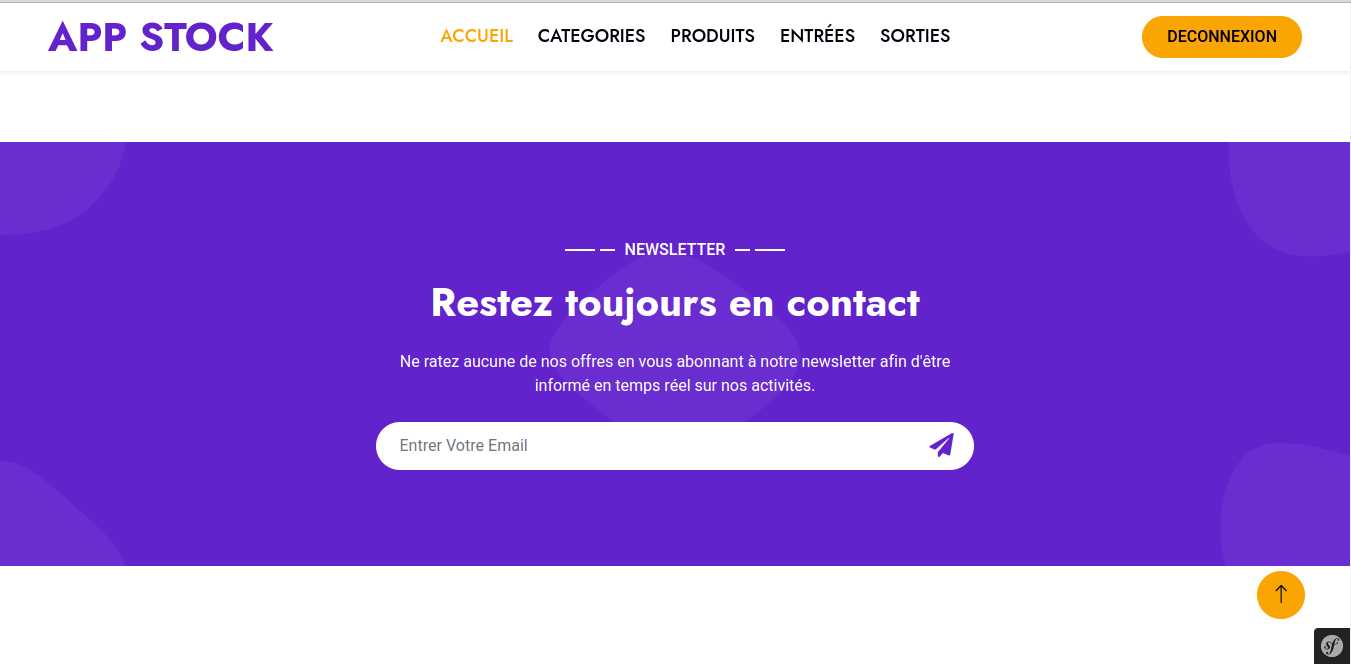 APP STOCK
ACCUEIL CATEGORIES PRODUITS ENTRÉES SORTIES
DECONNEXION
NEWSLETTER
Restez toujours en contact
Ne ratez aucune de nos offres en vous abonnant à notre newsletter afin d'être
informé en temps réel sur nos activités.
Entrer Votre Email
sf